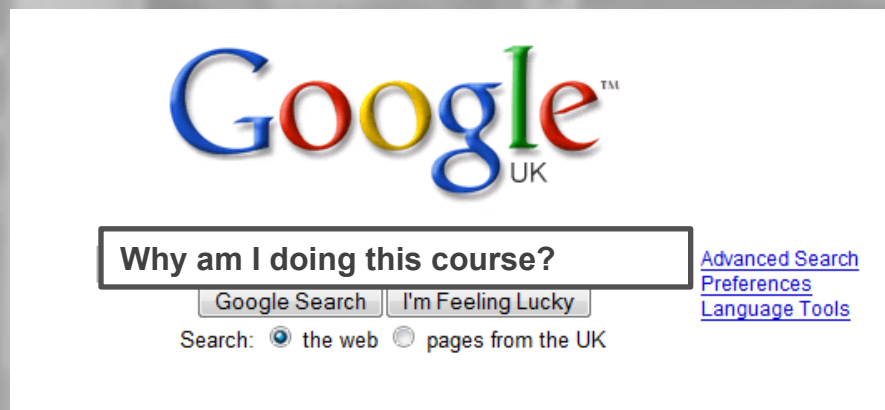 Google™
UK
Why am I doing this course?
Advanced Search
Preferences
Language Tools
Google Search I'm Feeling Lucky
Search: the web pages from the UK